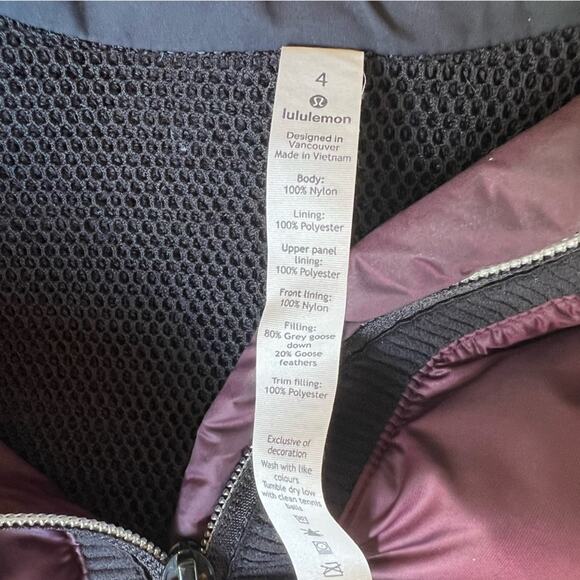 4
lululemon
Designed in
Vancouver
Made in Vietnam
Body:
100% Nylon
Lining:
100% Polyester
Upper panel
lining:
100% Polyester
Front lining:
100% Nylon
Filling:
80% Grey goose
down
20% Goose
feathers
Trim filling:
100% Polyester
Exclusive of
decoration
Wash with like
colours
Tumble dry low
with clean tennis
balls